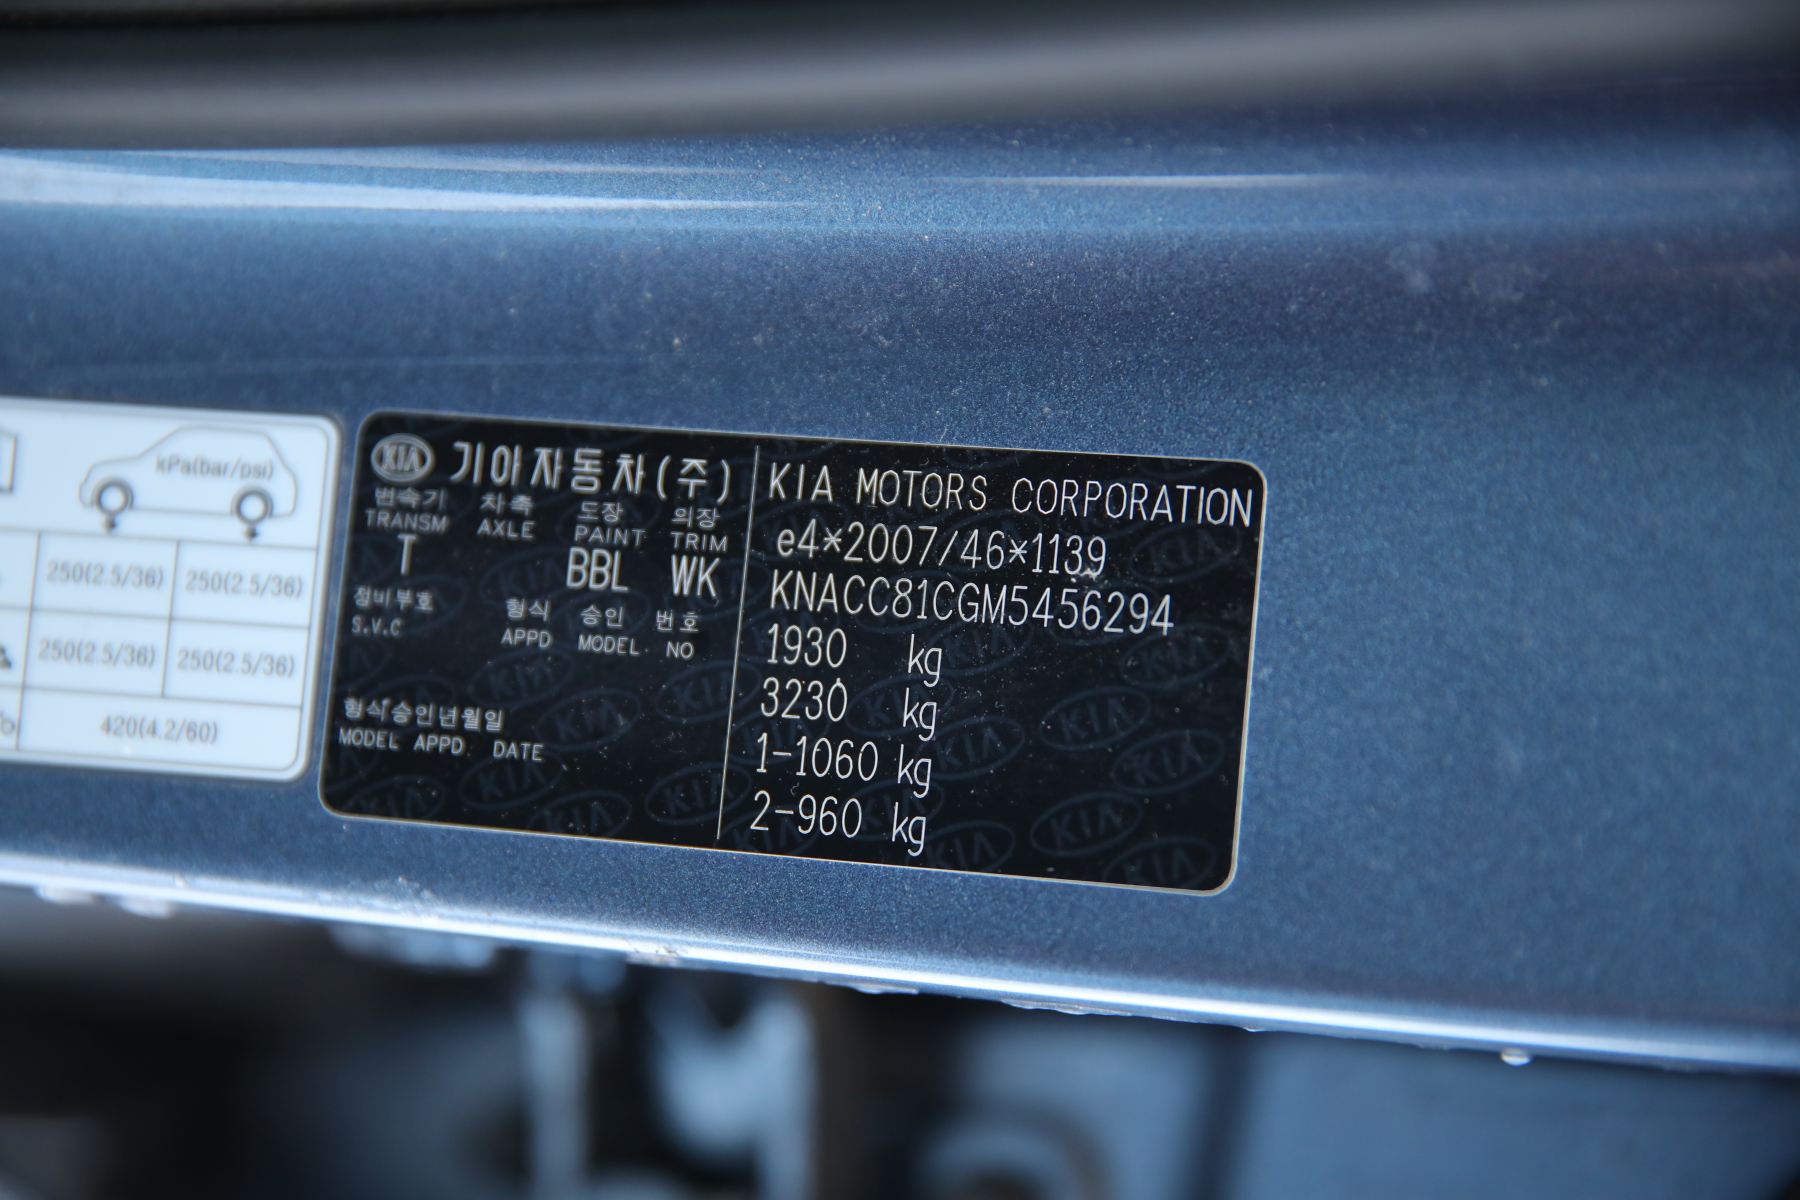 kPa(bar/psi)
250(2.5/36) 250(2.5/36)
250(2.5/36) 250(2.5/36)
420(4.2/60)
KIA 기아자동차(주)
변속기 차축 도장 의장
TRANSM AXLE PAINT TRIM
T BBL WK
정비부호 형식 승인 번호
S.V.C APPD MODEL NO
형식승인년월일
MODEL APPD DATE
KIA MOTORS CORPORATION
e4*2007/46*1139
KNACC81CGM5456294
1930 kg
3230 kg
1-1060 kg
2-960 kg